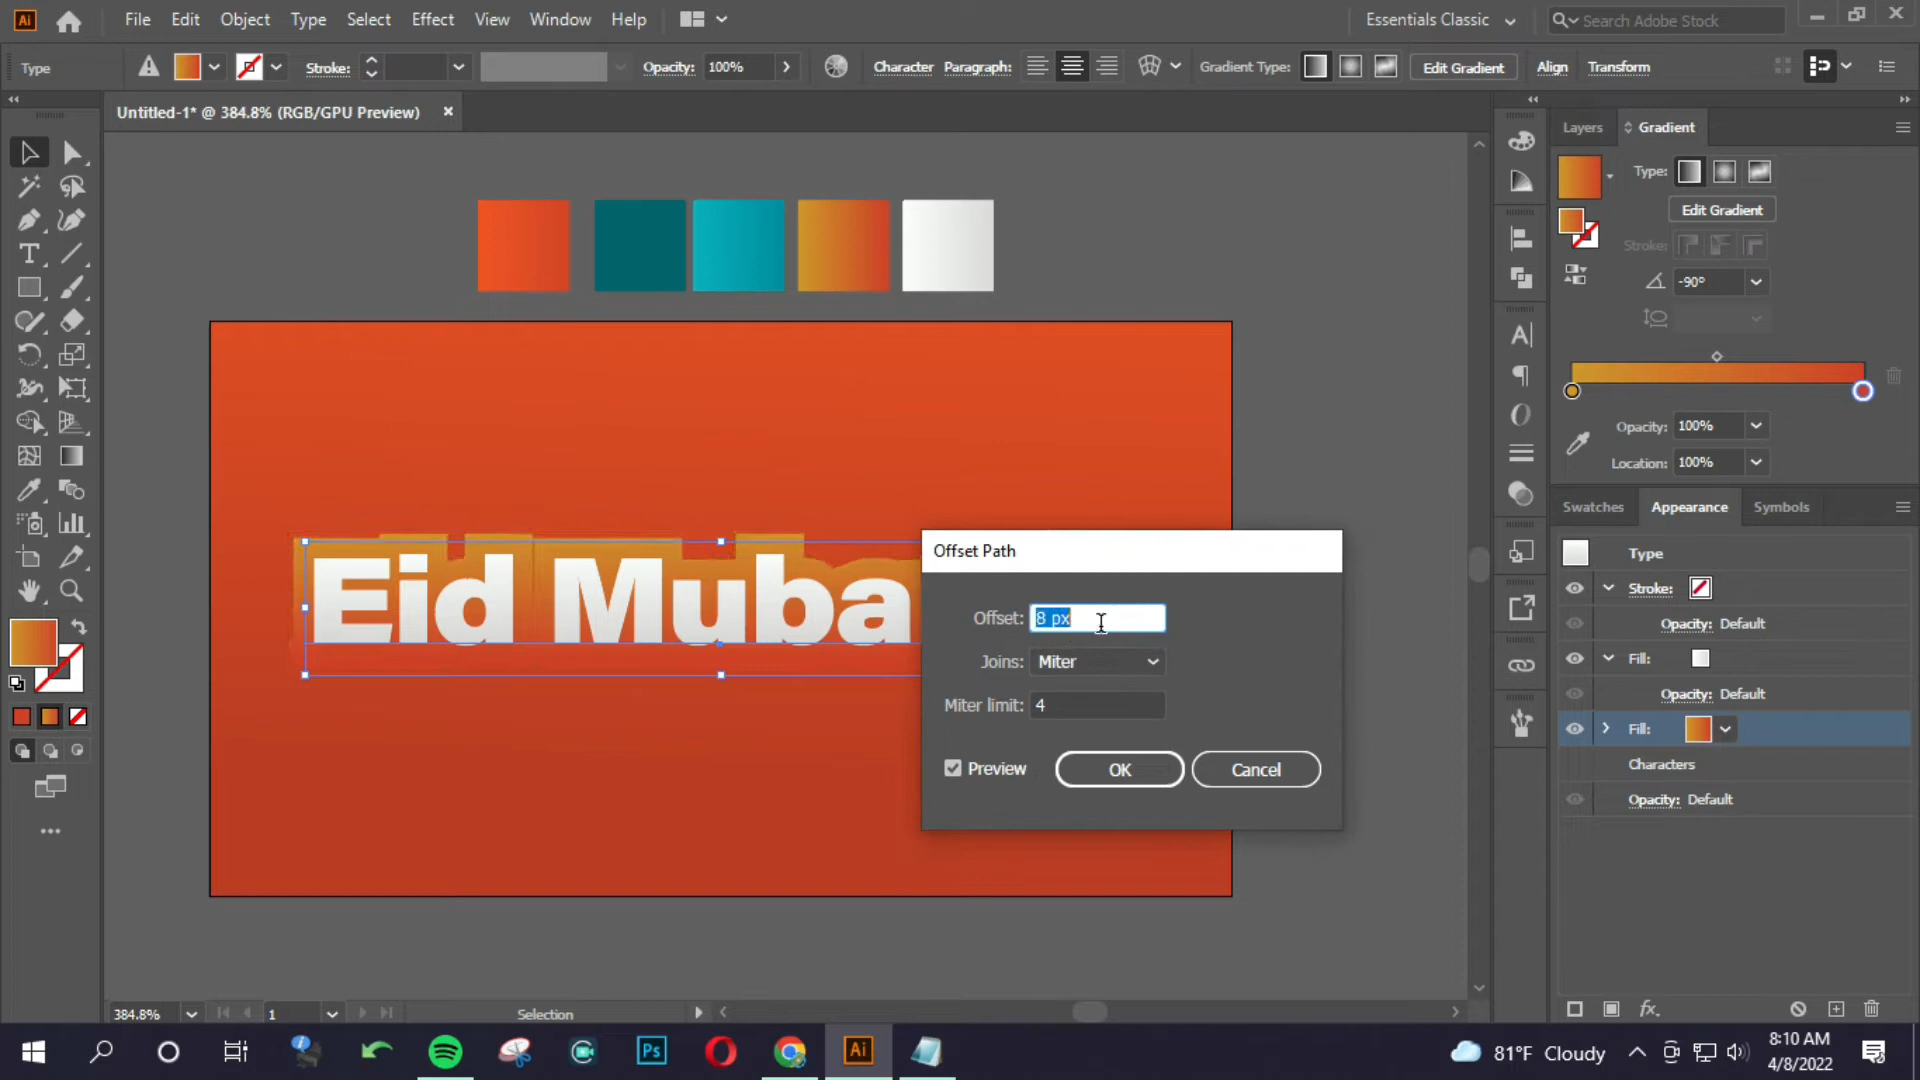 Ai File Edit Object Type Select Effect View Window Help Essentials Classic Search Adobe Stock
Type Stroke: Opacity: 100% Character Paragraph: Gradient Type: Edit Gradient Align Transform
Untitled-1* @ 384.8% (RGB/GPU Preview)
Layers Gradient
Type:
Edit Gradient
Stroke:
-90°
Opacity: 100%
Location: 100%
Swatches Appearance Symbols
Type
Stroke:
Opacity: Default
Fill:
Opacity: Default
Fill:
Characters
Opacity: Default
Eid Muba
Offset Path
Offset: 8 px
Joins: Miter
Miter limit: 4
Preview OK Cancel
384.8% 1 Selection
Ps Ai 81°F Cloudy 8:10 AM
4/8/2022